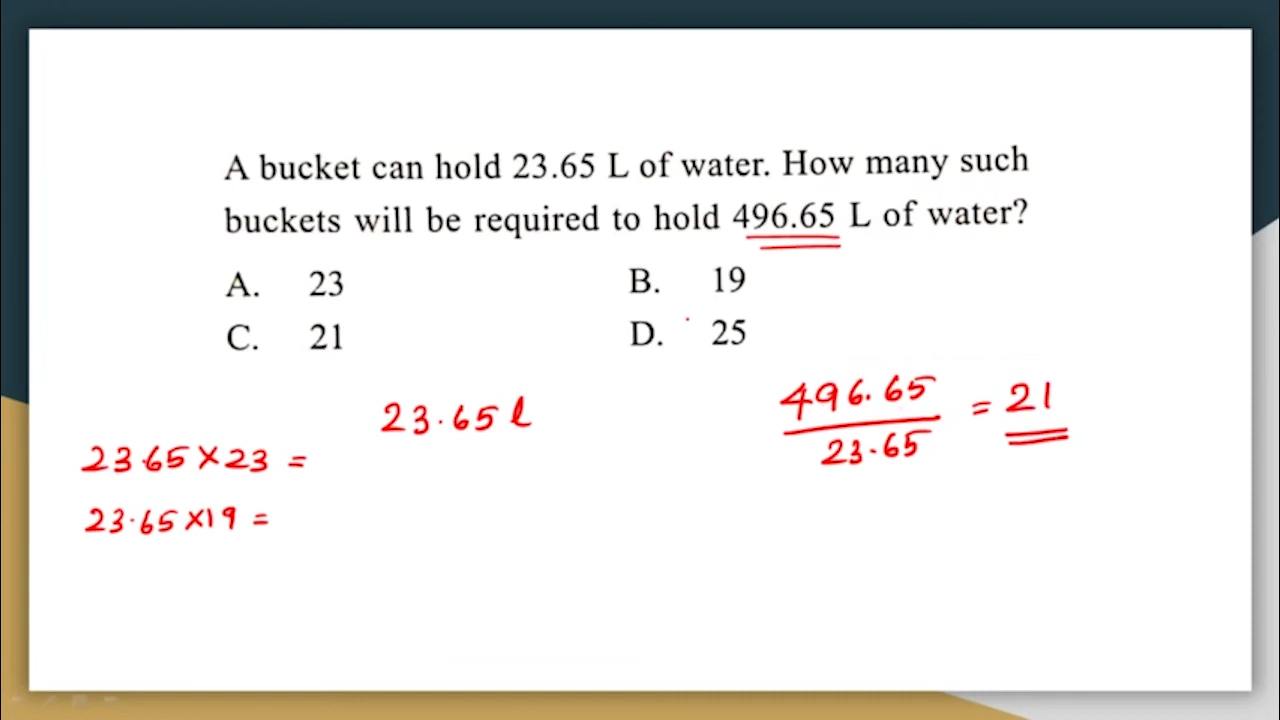 A bucket can hold 23.65 L of water. How many such
buckets will be required to hold 496.65 L of water?
A. 23 B. 19
C. 21 D. 25
23.65 l
496.65 / 23.65 = 21
23.65 × 23 =
23.65 × 19 =